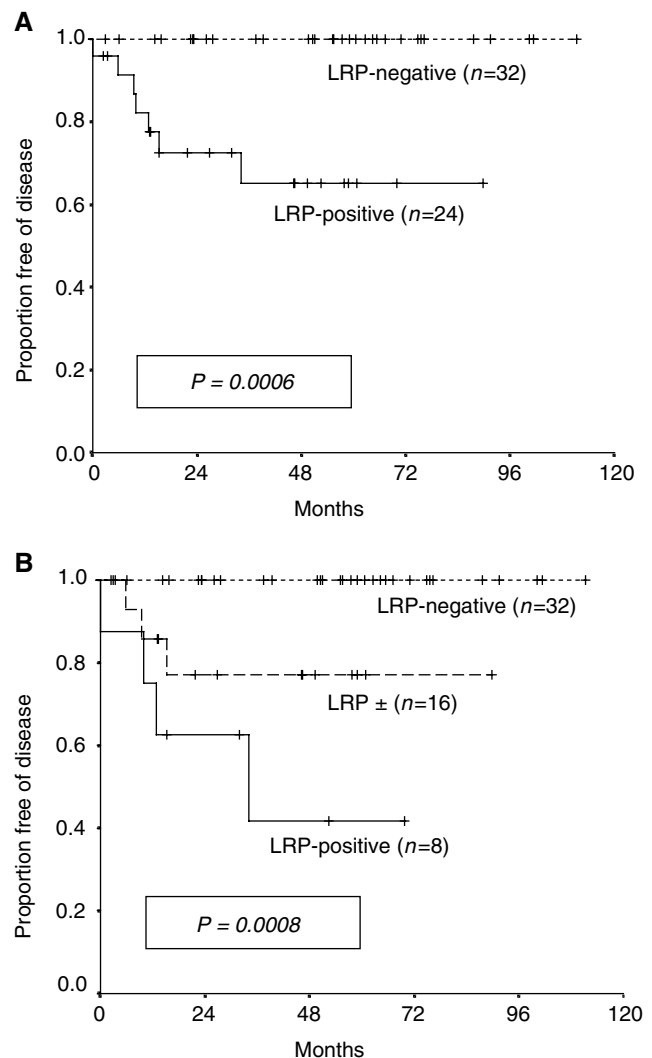 A
1.0
0.8
0.6
0.4
0.2
0.0
Proportion free of disease
LRP-negative (n=32)
LRP-positive (n=24)
P = 0.0006
0 24 48 72 96 120
Months
B
1.0
0.8
0.6
0.4
0.2
0.0
Proportion free of disease
LRP-negative (n=32)
LRP ± (n=16)
LRP-positive (n=8)
P = 0.0008
0 24 48 72 96 120
Months